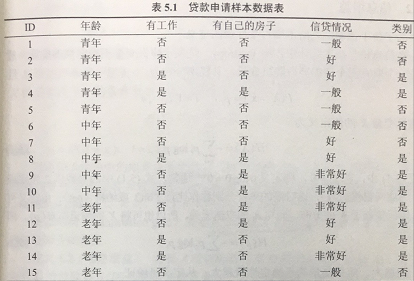 表 5.1 贷款申请样本数据表
ID 年龄 有工作 有自己的房子 信贷情况 类别
1 青年 否 否 一般 否
2 青年 否 否 好 否
3 青年 是 否 好 是
4 青年 是 是 一般 是
5 青年 否 否 一般 否
6 中年 否 否 一般 否
7 中年 否 否 好 否
8 中年 是 是 好 是
9 中年 否 是 非常好 是
10 中年 否 是 非常好 是
11 老年 否 是 非常好 是
12 老年 否 是 好 是
13 老年 是 否 好 是
14 老年 是 否 非常好 是
15 老年 否 否 一般 否